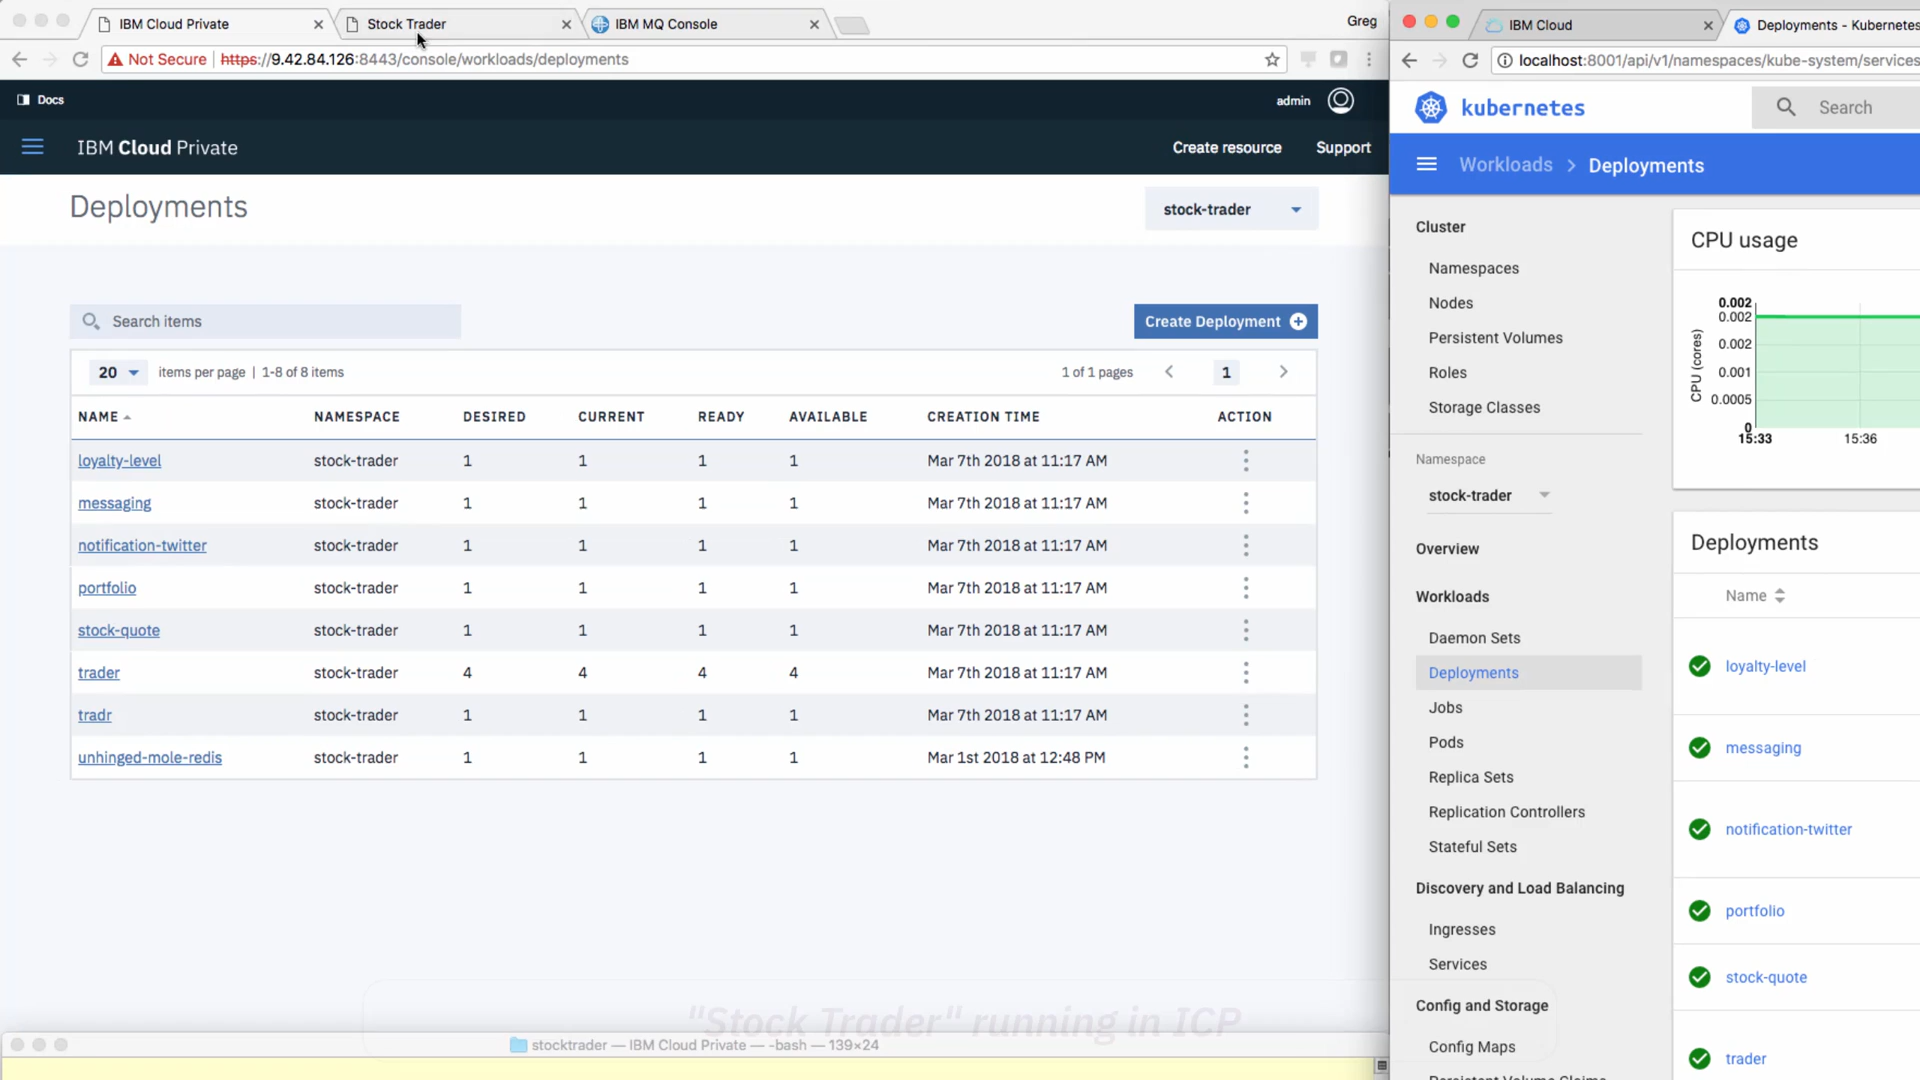 IBM Cloud Private
Stock Trader
IBM MQ Console
Greg
Not Secure | https://9.42.84.126:8443/console/workloads/deployments
Docs
admin
IBM Cloud Private
Create resource
Support
Deployments
stock-trader
Search items
Create Deployment
20 items per page | 1-8 of 8 items
1 of 1 pages 1
NAME NAMESPACE DESIRED CURRENT READY AVAILABLE CREATION TIME ACTION
loyalty-level stock-trader 1 1 1 1 Mar 7th 2018 at 11:17 AM
messaging stock-trader 1 1 1 1 Mar 7th 2018 at 11:17 AM
notification-twitter stock-trader 1 1 1 1 Mar 7th 2018 at 11:17 AM
portfolio stock-trader 1 1 1 1 Mar 7th 2018 at 11:17 AM
stock-quote stock-trader 1 1 1 1 Mar 7th 2018 at 11:17 AM
trader stock-trader 4 4 4 4 Mar 7th 2018 at 11:17 AM
tradr stock-trader 1 1 1 1 Mar 7th 2018 at 11:17 AM
unhinged-mole-redis stock-trader 1 1 1 1 Mar 1st 2018 at 12:48 PM
"Stock Trader" running in ICP
stocktrader — IBM Cloud Private — -bash — 139×24
IBM Cloud
Deployments - Kubernetes
localhost:8001/api/v1/namespaces/kube-system/services
kubernetes
Search
Workloads > Deployments
Cluster
Namespaces
Nodes
Persistent Volumes
Roles
Storage Classes
Namespace
stock-trader
Overview
Workloads
Daemon Sets
Deployments
Jobs
Pods
Replica Sets
Replication Controllers
Stateful Sets
Discovery and Load Balancing
Ingresses
Services
Config and Storage
Config Maps
Persistent Volume Claims
CPU usage
CPU (cores)
0.002
0.002
0.002
0.001
0.0005
0
15:33 15:36
Deployments
Name
loyalty-level
messaging
notification-twitter
portfolio
stock-quote
trader